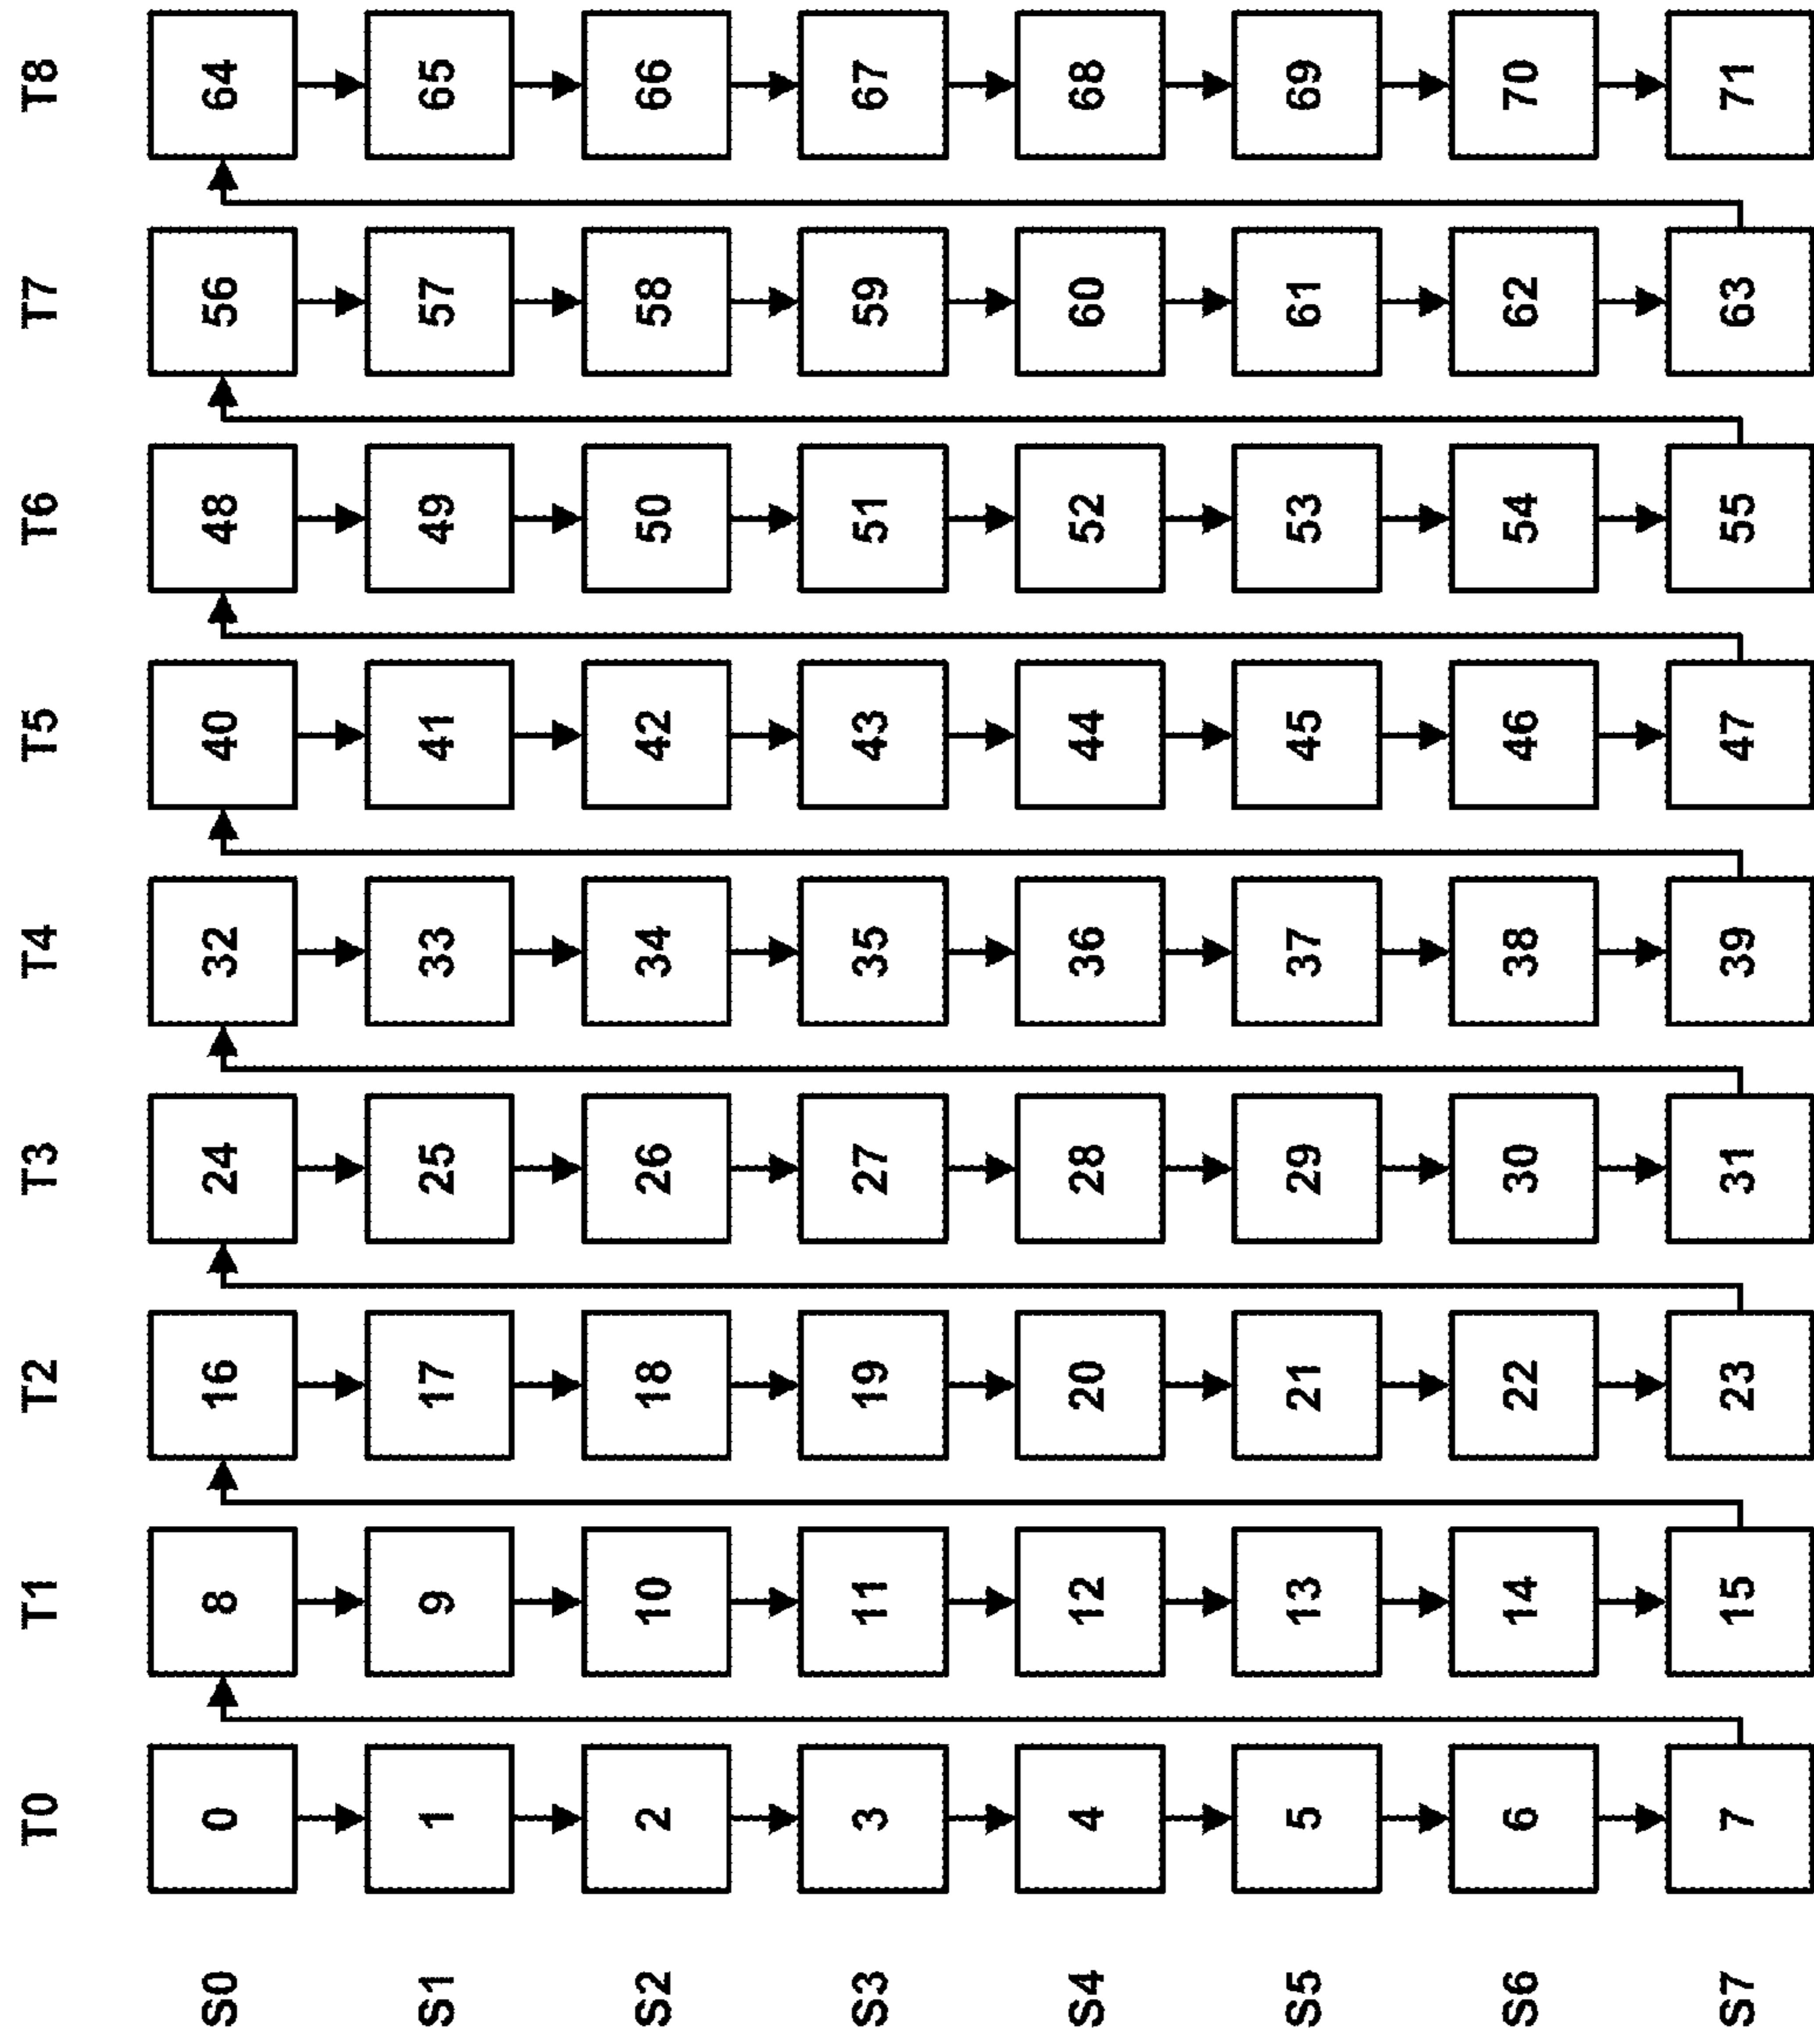 T0 T1 T2 T3 T4 T5 T6 T7 T8
S0 0 8 16 24 32 40 48 56 64
S1 1 9 17 25 33 41 49 57 65
S2 2 10 18 26 34 42 50 58 66
S3 3 11 19 27 35 43 51 59 67
S4 4 12 20 28 36 44 52 60 68
S5 5 13 21 29 37 45 53 61 69
S6 6 14 22 30 38 46 54 62 70
S7 7 15 23 31 39 47 55 63 71